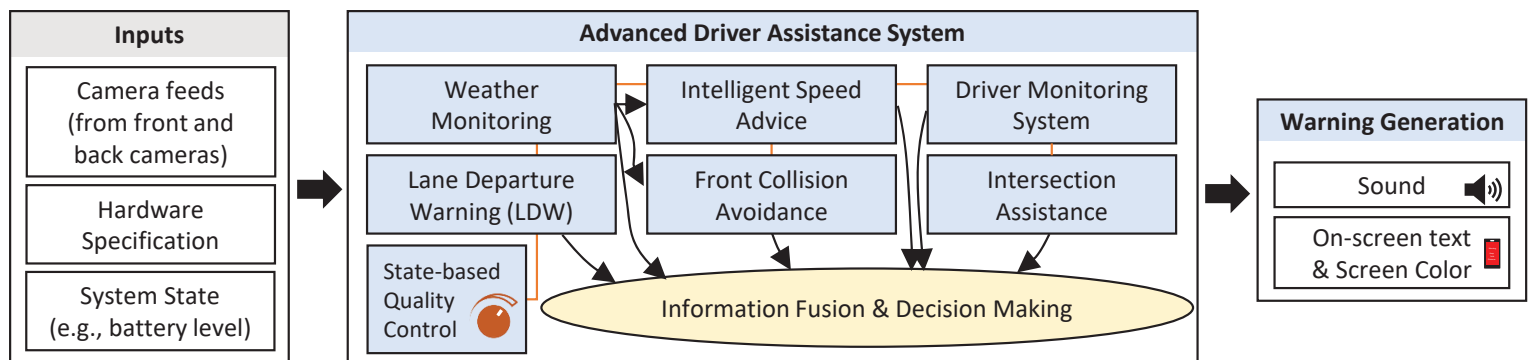 Inputs
Camera feeds
(from front and
back cameras)
Hardware
Specification
System State
(e.g., battery level)
Advanced Driver Assistance System
Weather
Monitoring
Intelligent Speed
Advice
Driver Monitoring
System
Lane Departure
Warning (LDW)
Front Collision
Avoidance
Intersection
Assistance
State-based
Quality
Control
Information Fusion & Decision Making
Warning Generation
Sound
On-screen text
& Screen Color